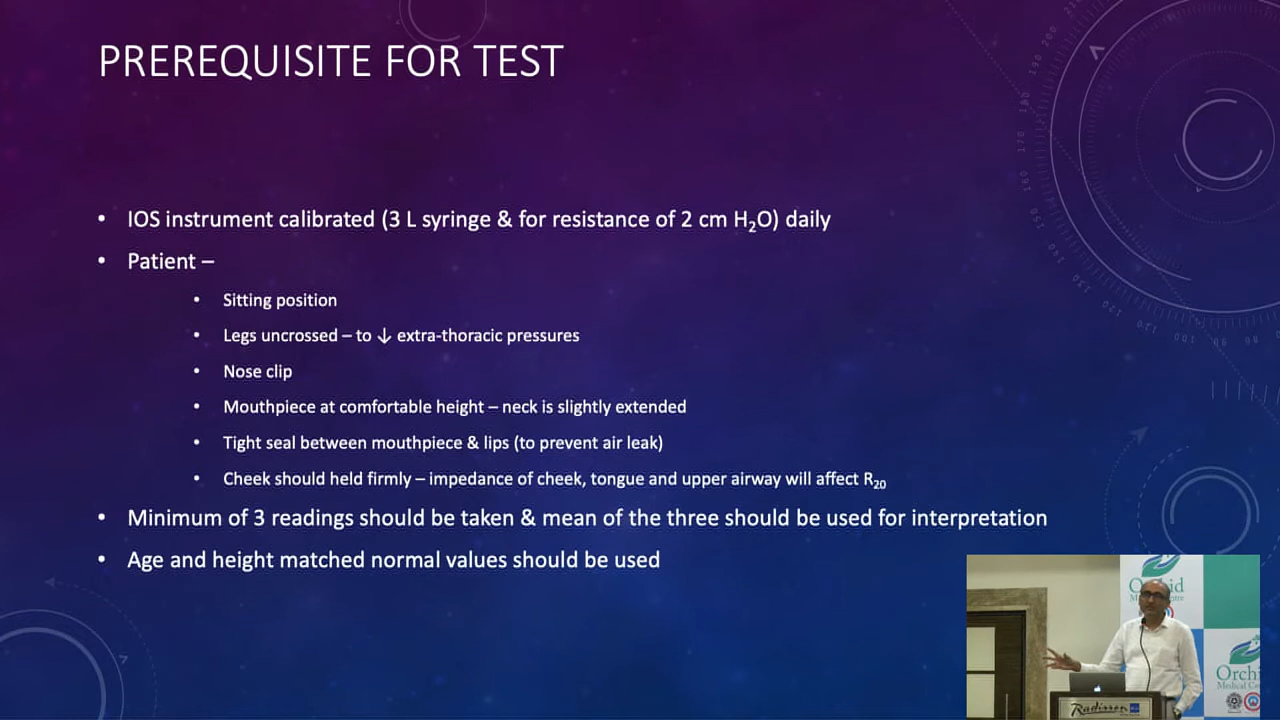 PREREQUISITE FOR TEST
• IOS instrument calibrated (3 L syringe & for resistance of 2 cm H₂O) daily
• Patient –
• Sitting position
• Legs uncrossed – to ↓ extra-thoracic pressures
• Nose clip
• Mouthpiece at comfortable height – neck is slightly extended
• Tight seal between mouthpiece & lips (to prevent air leak)
• Cheek should held firmly – impedance of cheek, tongue and upper airway will affect R₂₀
• Minimum of 3 readings should be taken & mean of the three should be used for interpretation
• Age and height matched normal values should be used
Orchi
Medical Ce
Radisson